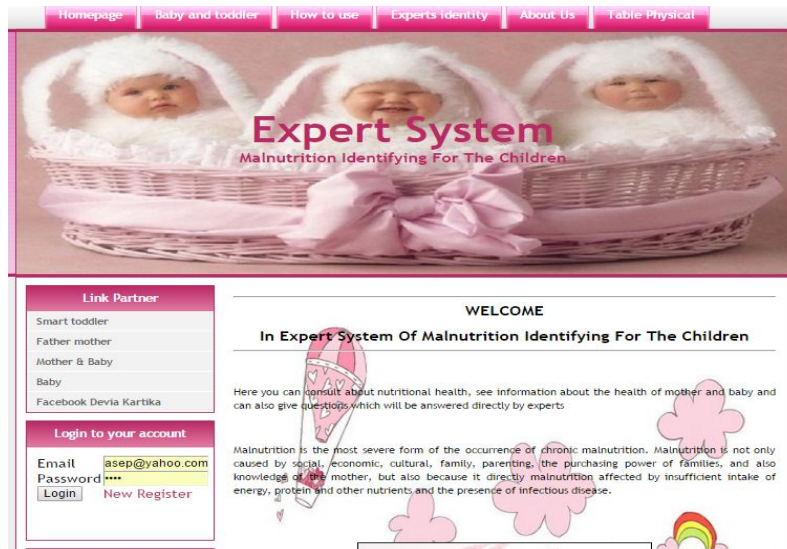 Homepage
Baby and toddler
How to use
Experts identity
About Us
Table Physical
Expert System
Malnutrition Identifying For The Children
Link Partner
Smart toddler
Father mother
Mother & Baby
Baby
Facebook Devia Kartika
Login to your account
Email asep@yahoo.com
Password ••••
Login New Register
WELCOME
In Expert System Of Malnutrition Identifying For The Children
Here you can consult about nutritional health, see information about the health of mother and baby and
can also give questions which will be answered directly by experts
Malnutrition is the most severe form of the occurrence of chronic malnutrition. Malnutrition is not only
caused by social, economic, cultural, family, parenting, the purchasing power of families, and also
knowledge of the mother, but also because it directly malnutrition affected by insufficient intake of
energy, protein and other nutrients and the presence of infectious disease.